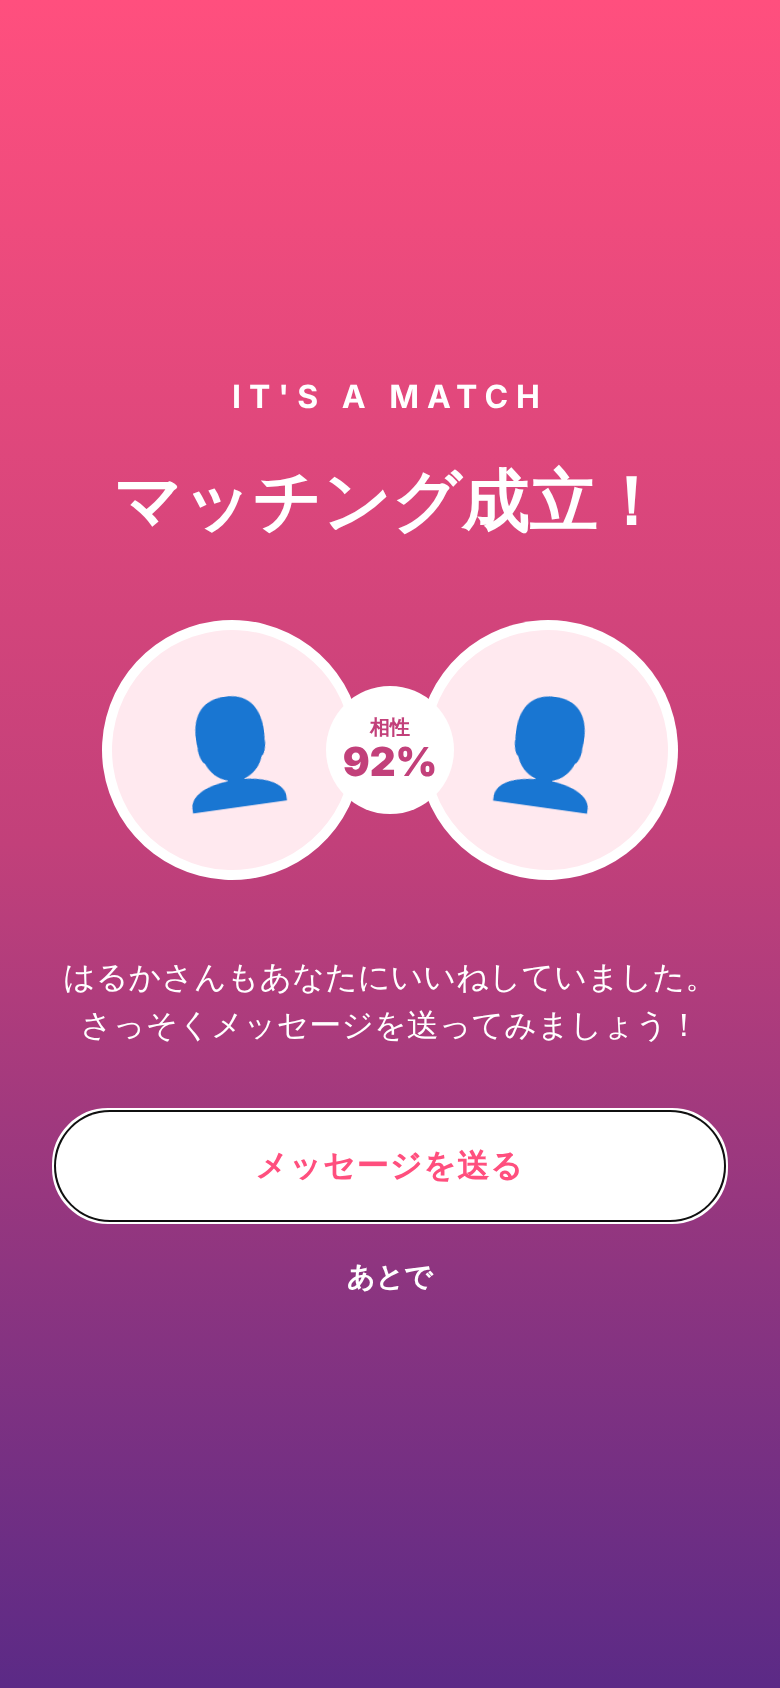 IT'S A MATCH
マッチング成立！
相性
92%
はるかさんもあなたにいいねしていました。
さっそくメッセージを送ってみましょう！
メッセージを送る
あとで